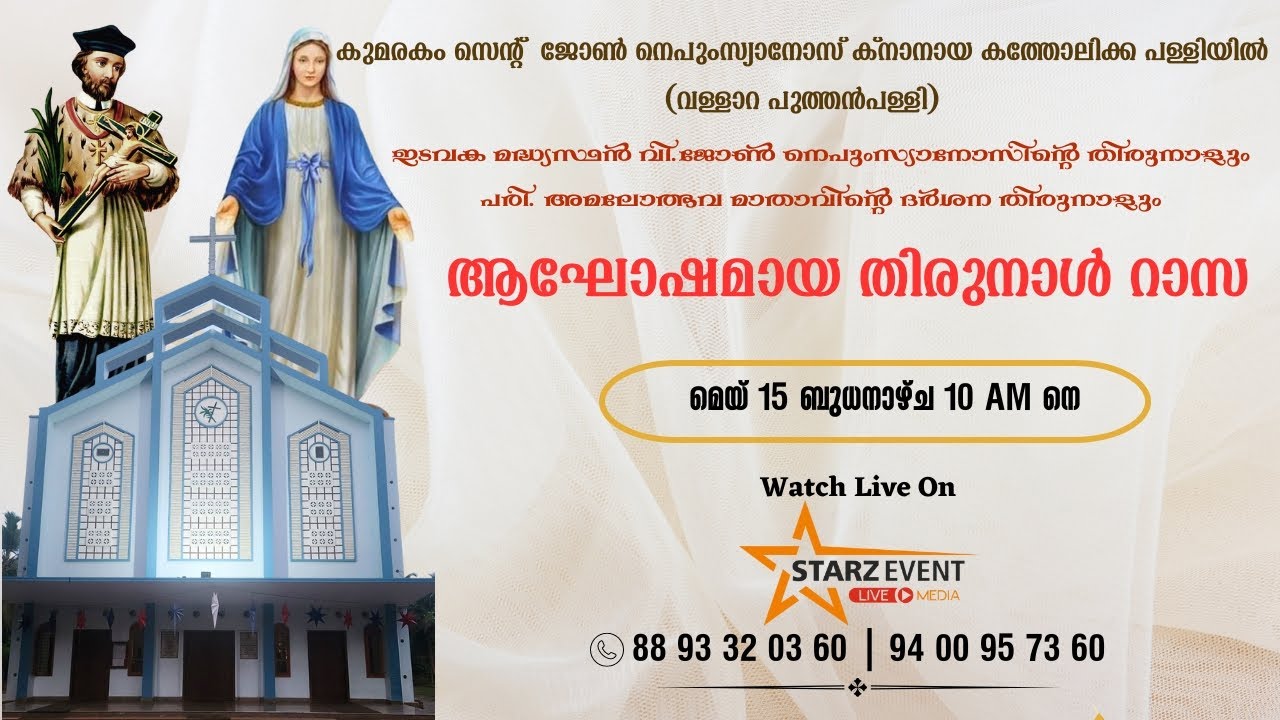 കുമരകം സെന്റ് ജോൺ നെപുംസ്യാനോസ് ക്നാനായ കത്തോലിക്ക പള്ളിയിൽ
(വള്ളാറ പുത്തൻപള്ളി)
ഇടവക മദ്ധ്യസ്ഥൻ വി.ജോൺ നെപുംസ്യാനോസിന്റെ തിരുനാളും
പരി. അമലോത്ഭവ മാതാവിന്റെ ദർശന തിരുനാളും
ആഘോഷമായ തിരുനാൾ റാസ
മെയ് 15 ബുധനാഴ്ച 10 AM നെ
Watch Live On
STARZ EVENT
LIVE MEDIA
88 93 32 03 60 | 94 00 95 73 60